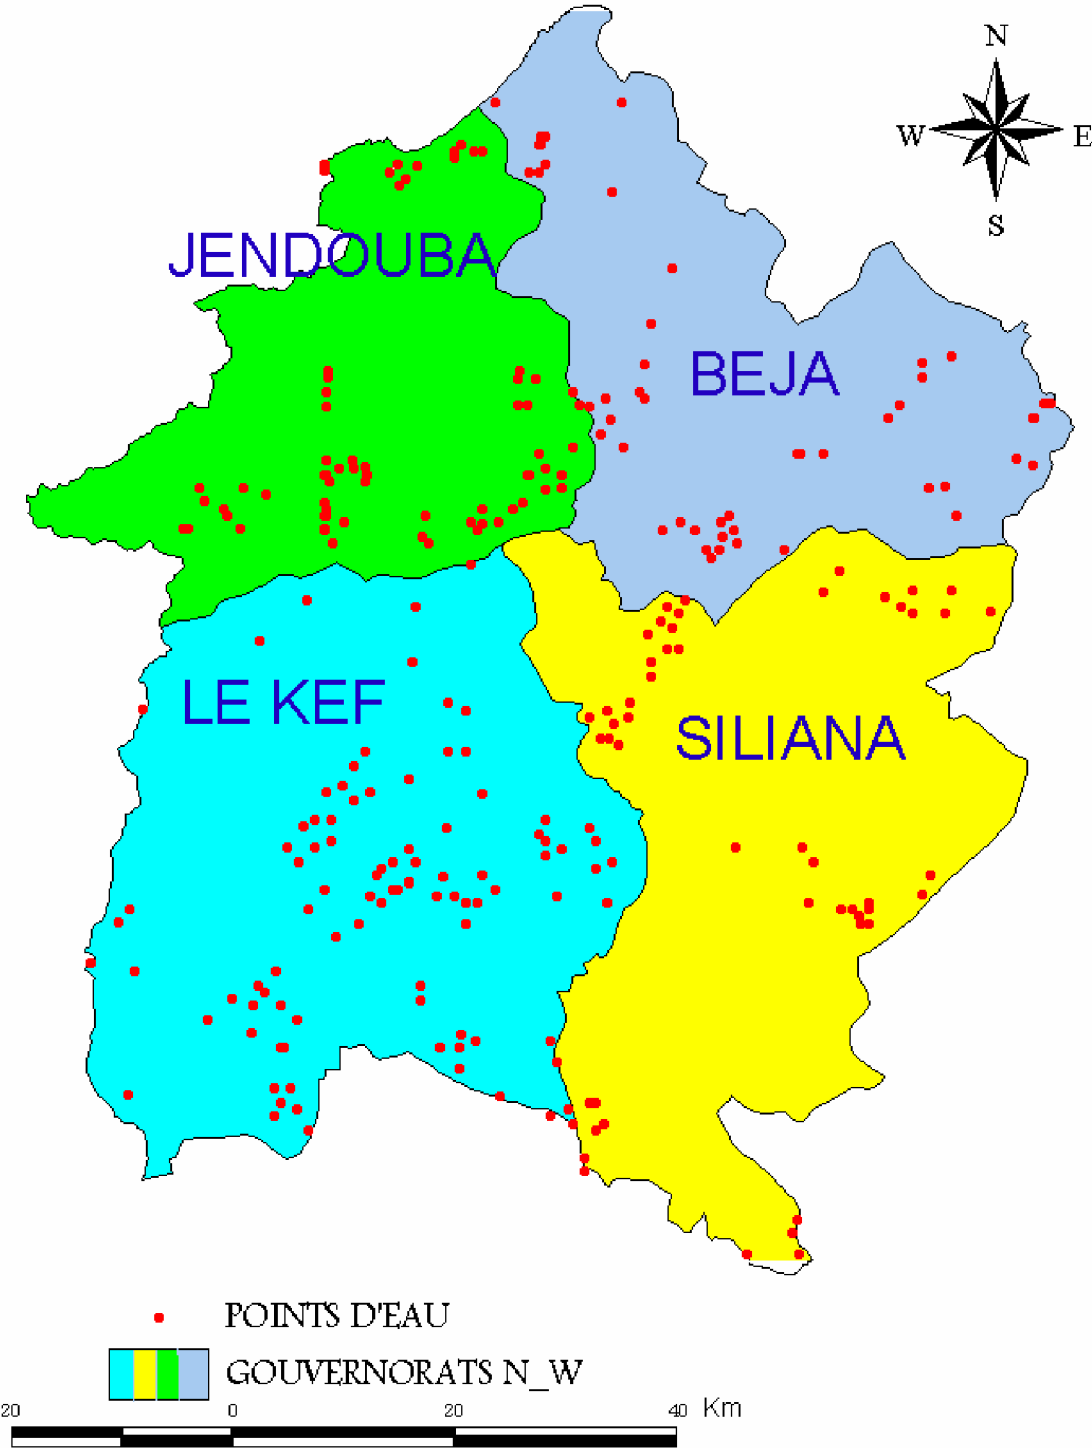 N
W E
S
JENDOUBA
BEJA
LE KEF
SILIANA
POINTS D'EAU
GOUVERNORATS N_W
20 0 20 40 Km